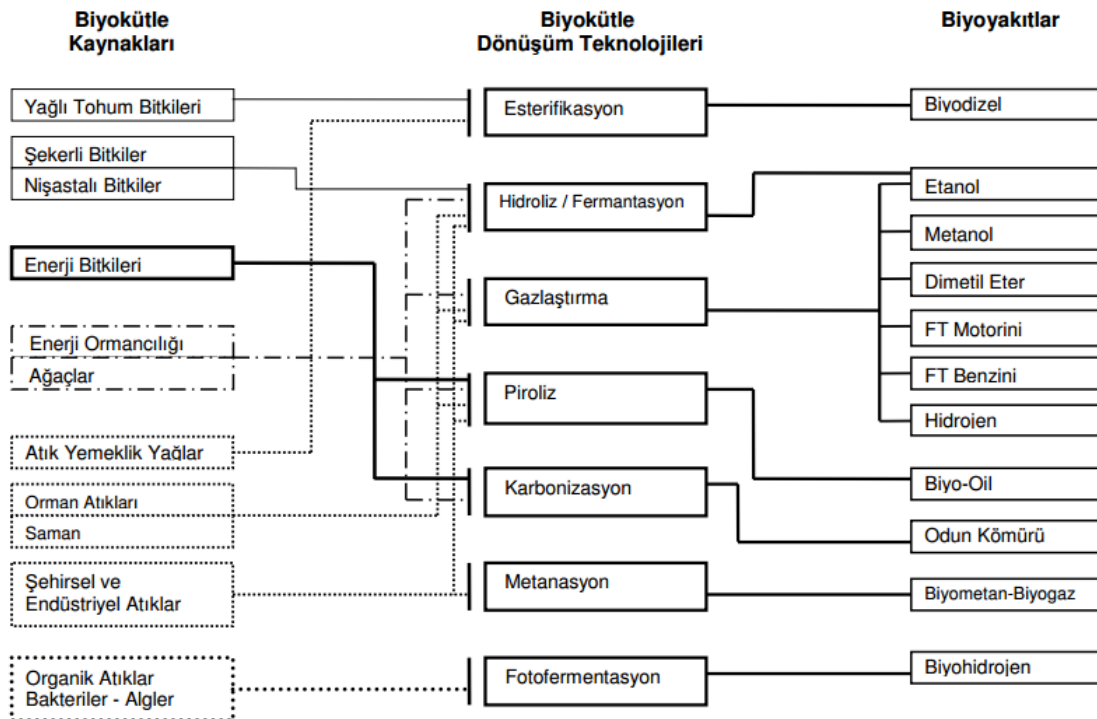 Biyokütle
Kaynakları
Yağlı Tohum Bitkileri
Şekerli Bitkiler
Nişastalı Bitkiler
Enerji Bitkileri
Enerji Ormancılığı
Ağaçlar
Atık Yemeklik Yağlar
Orman Atıkları
Saman
Şehirsel ve
Endüstriyel Atıklar
Organik Atıklar
Bakteriler - Algler
Biyokütle
Dönüşüm Teknolojileri
Esterifikasyon
Hidroliz / Fermantasyon
Gazlaştırma
Piroliz
Karbonizasyon
Metanasyon
Fotofermentasyon
Biyoyakıtlar
Biyodizel
Etanol
Metanol
Dimetil Eter
FT Motorini
FT Benzini
Hidrojen
Biyo-Oil
Odun Kömürü
Biyometan-Biyogaz
Biyohidrojen